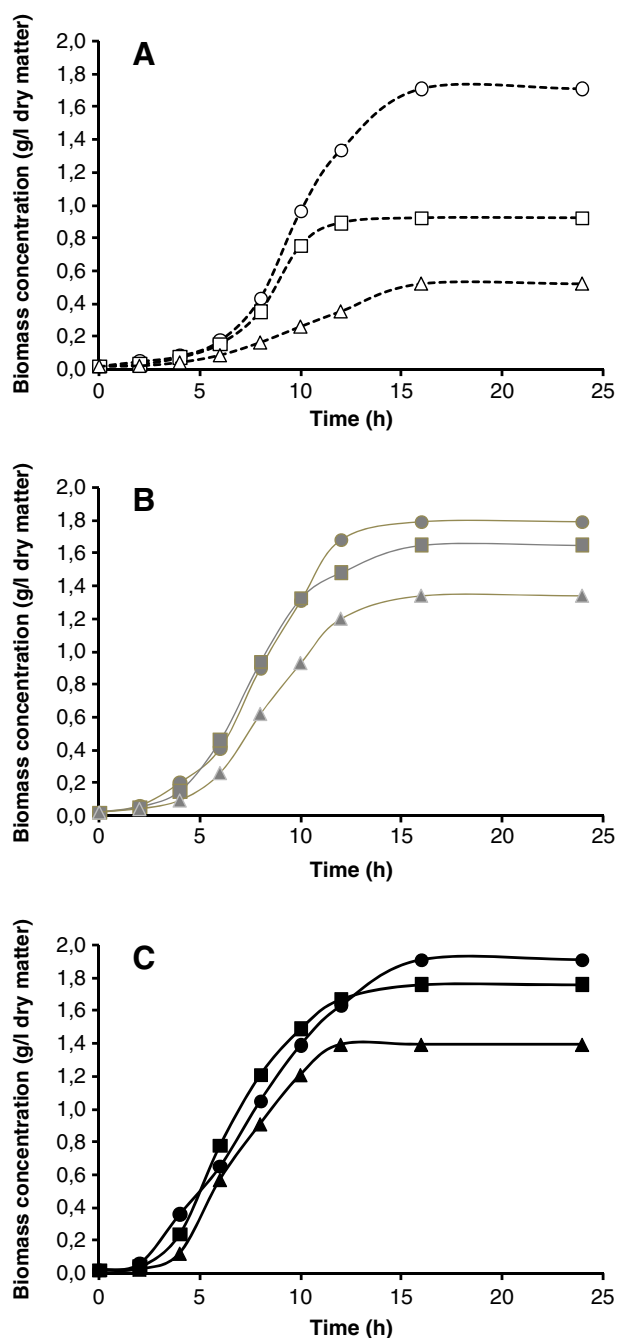 A
Biomass concentration (g/l dry matter)
2,0
1,8
1,6
1,4
1,2
1,0
0,8
0,6
0,4
0,2
0,0
0 5 10 15 20 25
Time (h)
B
Biomass concentration (g/l dry matter)
2,0
1,8
1,6
1,4
1,2
1,0
0,8
0,6
0,4
0,2
0,0
0 5 10 15 20 25
Time (h)
C
Biomass concentration (g/l dry matter)
2,0
1,8
1,6
1,4
1,2
1,0
0,8
0,6
0,4
0,2
0,0
0 5 10 15 20 25
Time (h)